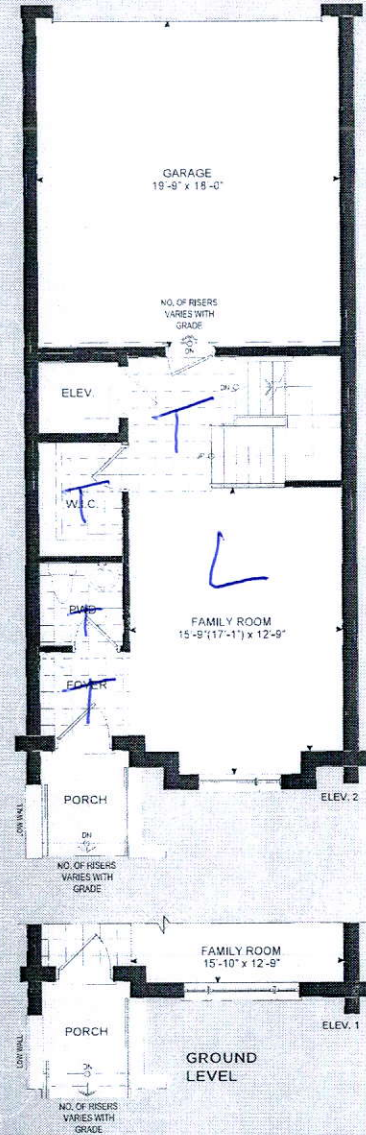 GARAGE
19'-9" x 18'-0"
NO. OF RISERS
VARIES WITH
GRADE
DN
ELEV.
S
DN
T
W.I.C.
T
L
PWD
T
FAMILY ROOM
15'-9"(17'-1") x 12'-9"
FOYER
T
PORCH
LOW WALL
ELEV. 2
DN
NO. OF RISERS
VARIES WITH
GRADE
FAMILY ROOM
15'-10" x 12'-9"
PORCH
LOW WALL
ELEV. 1
DN
GROUND
LEVEL
NO. OF RISERS
VARIES WITH
GRADE